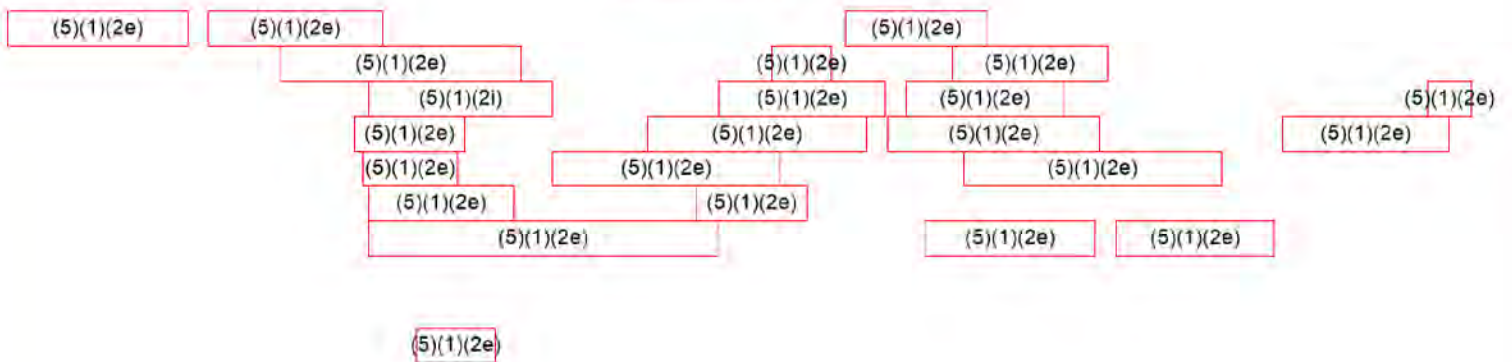 (5)(1)(2e) (5)(1)(2e) (5)(1)(2e)
(5)(1)(2e) (5)(1)(2e) (5)(1)(2e)
(5)(1)(2i) (5)(1)(2e) (5)(1)(2e) (5)(1)(2e)
(5)(1)(2e) (5)(1)(2e) (5)(1)(2e) (5)(1)(2e)
(5)(1)(2e) (5)(1)(2e) (5)(1)(2e)
(5)(1)(2e) (5)(1)(2e)
(5)(1)(2e) (5)(1)(2e) (5)(1)(2e)
(5)(1)(2e)